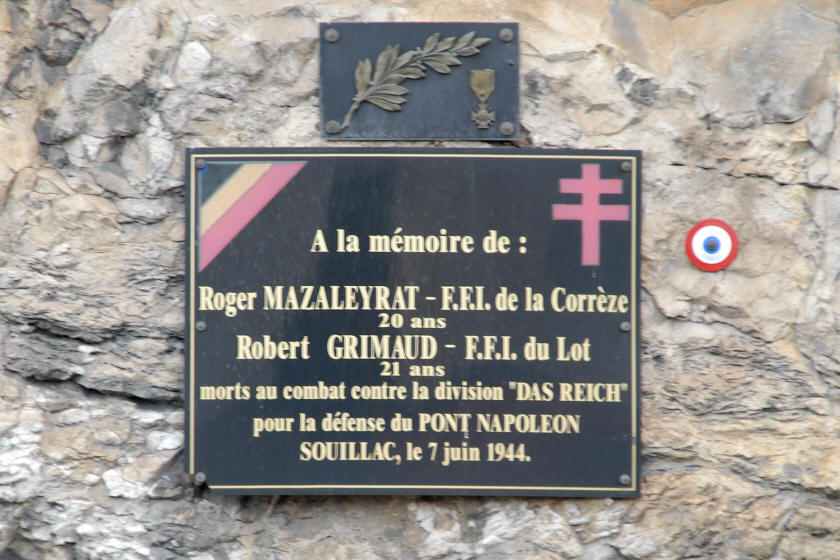 A la mémoire de :
Roger MAZALEYRAT - F.F.I. de la Corrèze
20 ans
Robert GRIMAUD - F.F.I. du Lot
21 ans
morts au combat contre la division "DAS REICH"
pour la défense du PONT NAPOLEON
SOUILLAC, le 7 juin 1944.